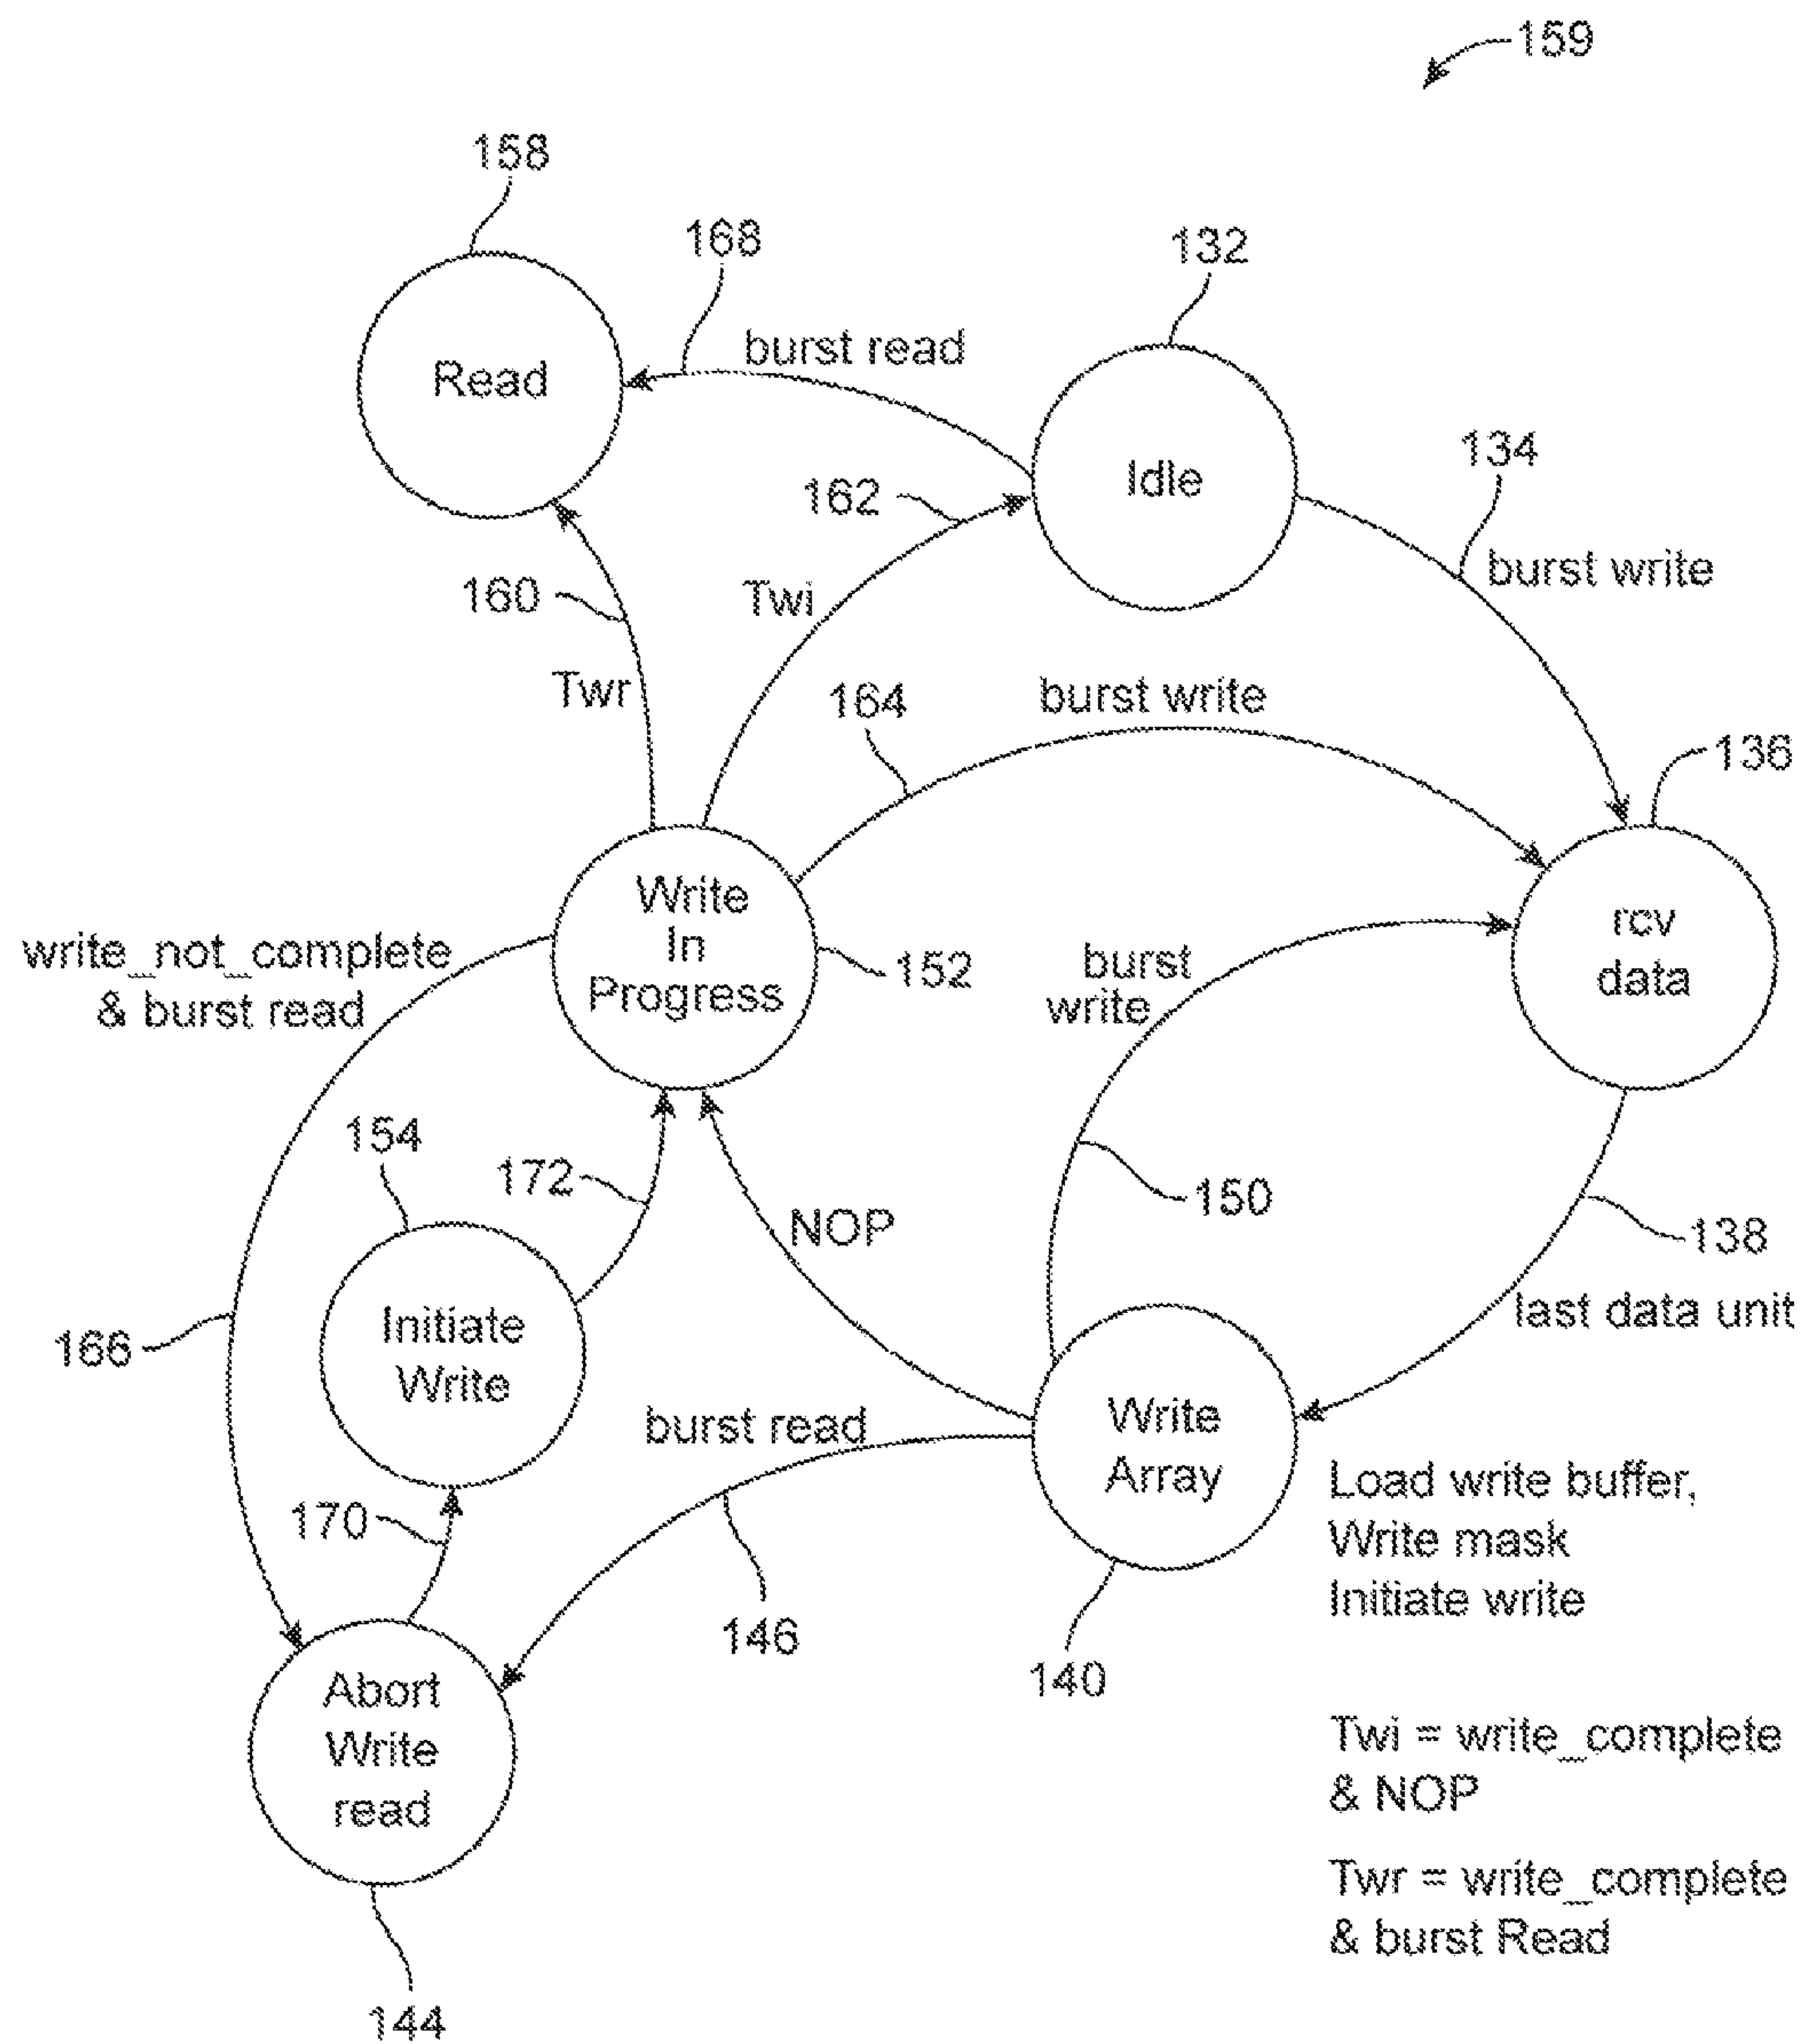 159
158
168
132
burst read
Read
Idle
134
162
burst write
160
Twi
Twr
164
burst write
136
Write
In
Progress
152
rcv
data
write_not_complete
& burst read
burst
write
154
172
150
NOP
138
Initiate
Write
last data unit
166
burst read
Write
Array
Load write buffer,
Write mask
Initiate write
170
146
140
Abort
Write
read
Twi = write_complete
& NOP
Twr = write_complete
& burst Read
144